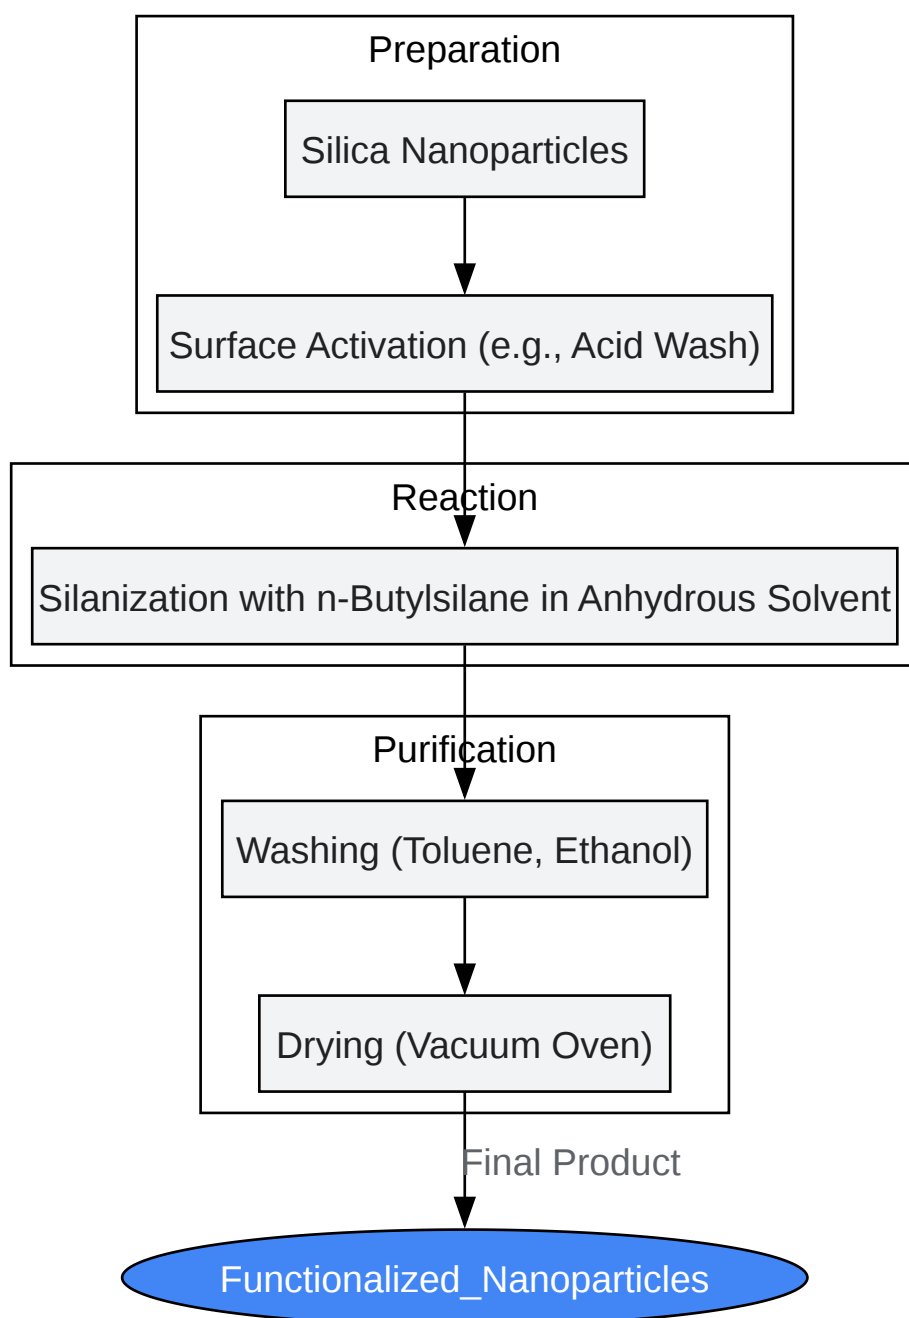 Preparation
Silica Nanoparticles
Surface Activation (e.g., Acid Wash)
Reaction
Silanization with n-Butylsilane in Anhydrous Solvent
Purification
Washing (Toluene, Ethanol)
Drying (Vacuum Oven)
Final Product
Functionalized_Nanoparticles